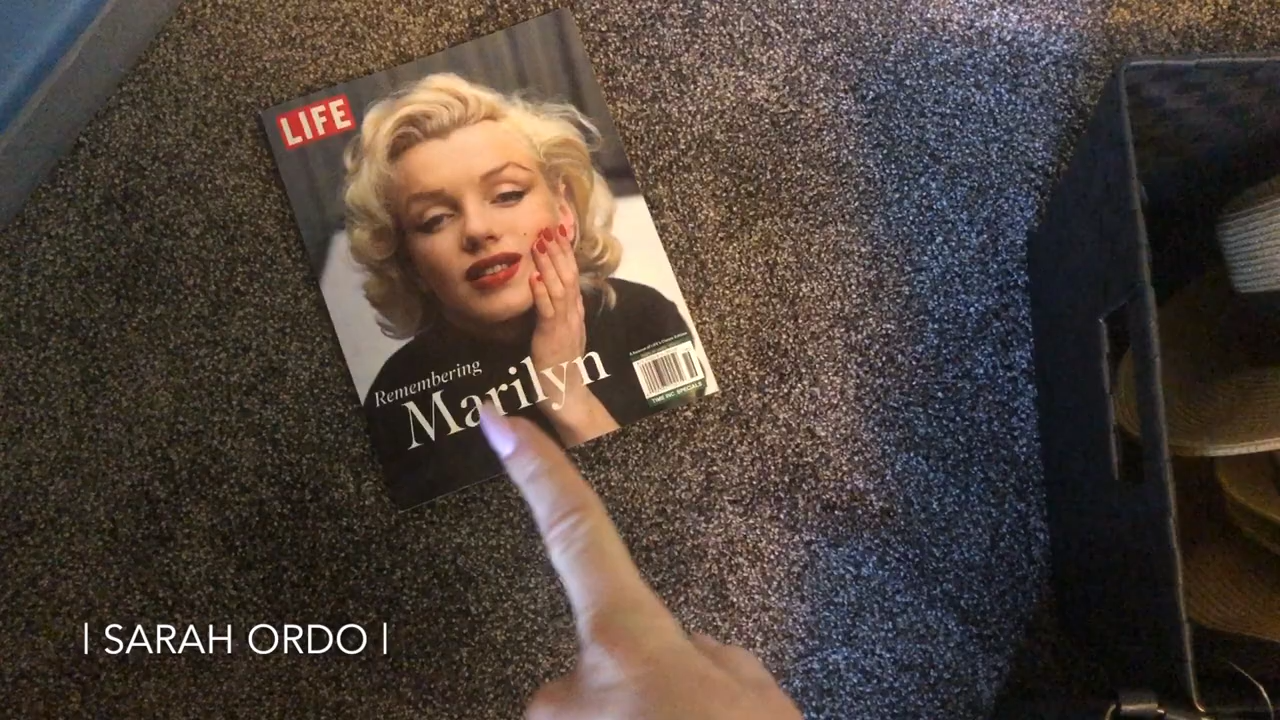 LIFE
Remembering
Marilyn
TIME INC. SPECIALS
| SARAH ORDO |